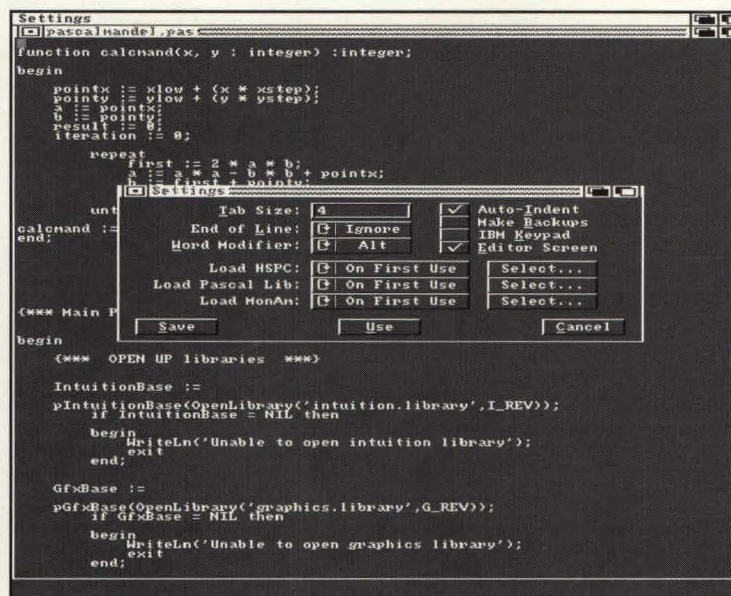 Settings
pascalmandel.pas
function calcmand(x, y : integer) :integer;
begin
pointx := xlow + (x * xstep);
pointy := ylow + (y * ystep);
a := pointx;
b := pointy;
result := 0;
iteration := 0;
repeat
first := 2 * a * b;
a := a * a - b * b + pointx;
b := first + pointy;
Settings
unt
calcmand :=
end;
Tab Size: 4
Auto-Indent
Make Backups
End of Line: Ignore
IBM Keypad
Word Modifier: Alt
Editor Screen
Load HSPC: On First Use Select...
Load Pascal Lib: On First Use Select...
Load MonAm: On First Use Select...
Save Use Cancel
{*** Main P
begin
{*** OPEN UP libraries ***}
IntuitionBase :=
pIntuitionBase(OpenLibrary('intuition.library',I_REV));
if IntuitionBase = NIL then
begin
WriteLn('Unable to open intuition library');
exit
end;
GfxBase :=
pGfxBase(OpenLibrary('graphics.library',G_REV));
if GfxBase = NIL then
begin
WriteLn('Unable to open graphics library');
exit
end;